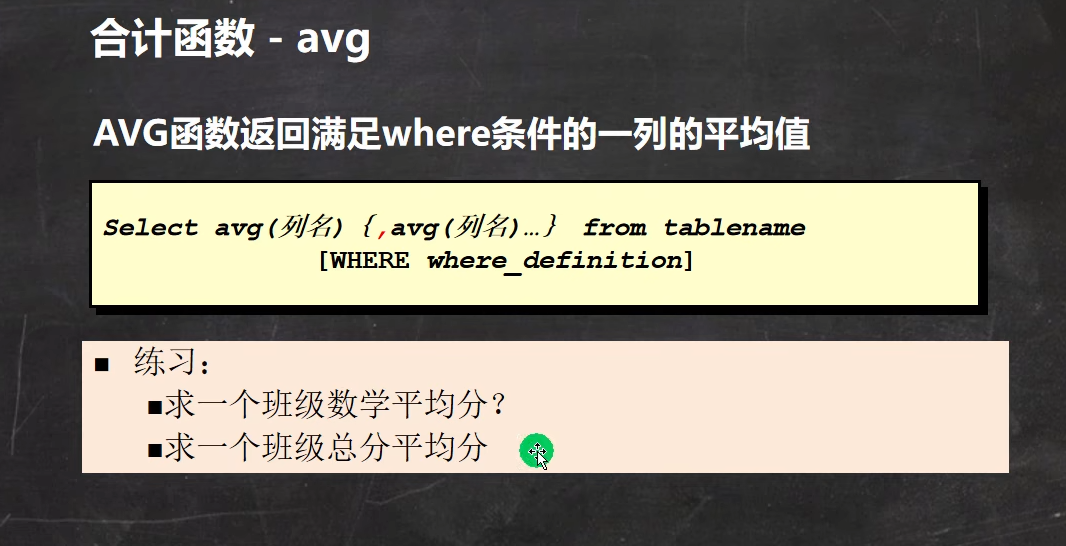 合计函数 - avg
AVG函数返回满足where条件的一列的平均值
Select avg(列名)｛,avg(列名)…｝ from tablename
[WHERE where_definition]
■ 练习：
■求一个班级数学平均分？
■求一个班级总分平均分